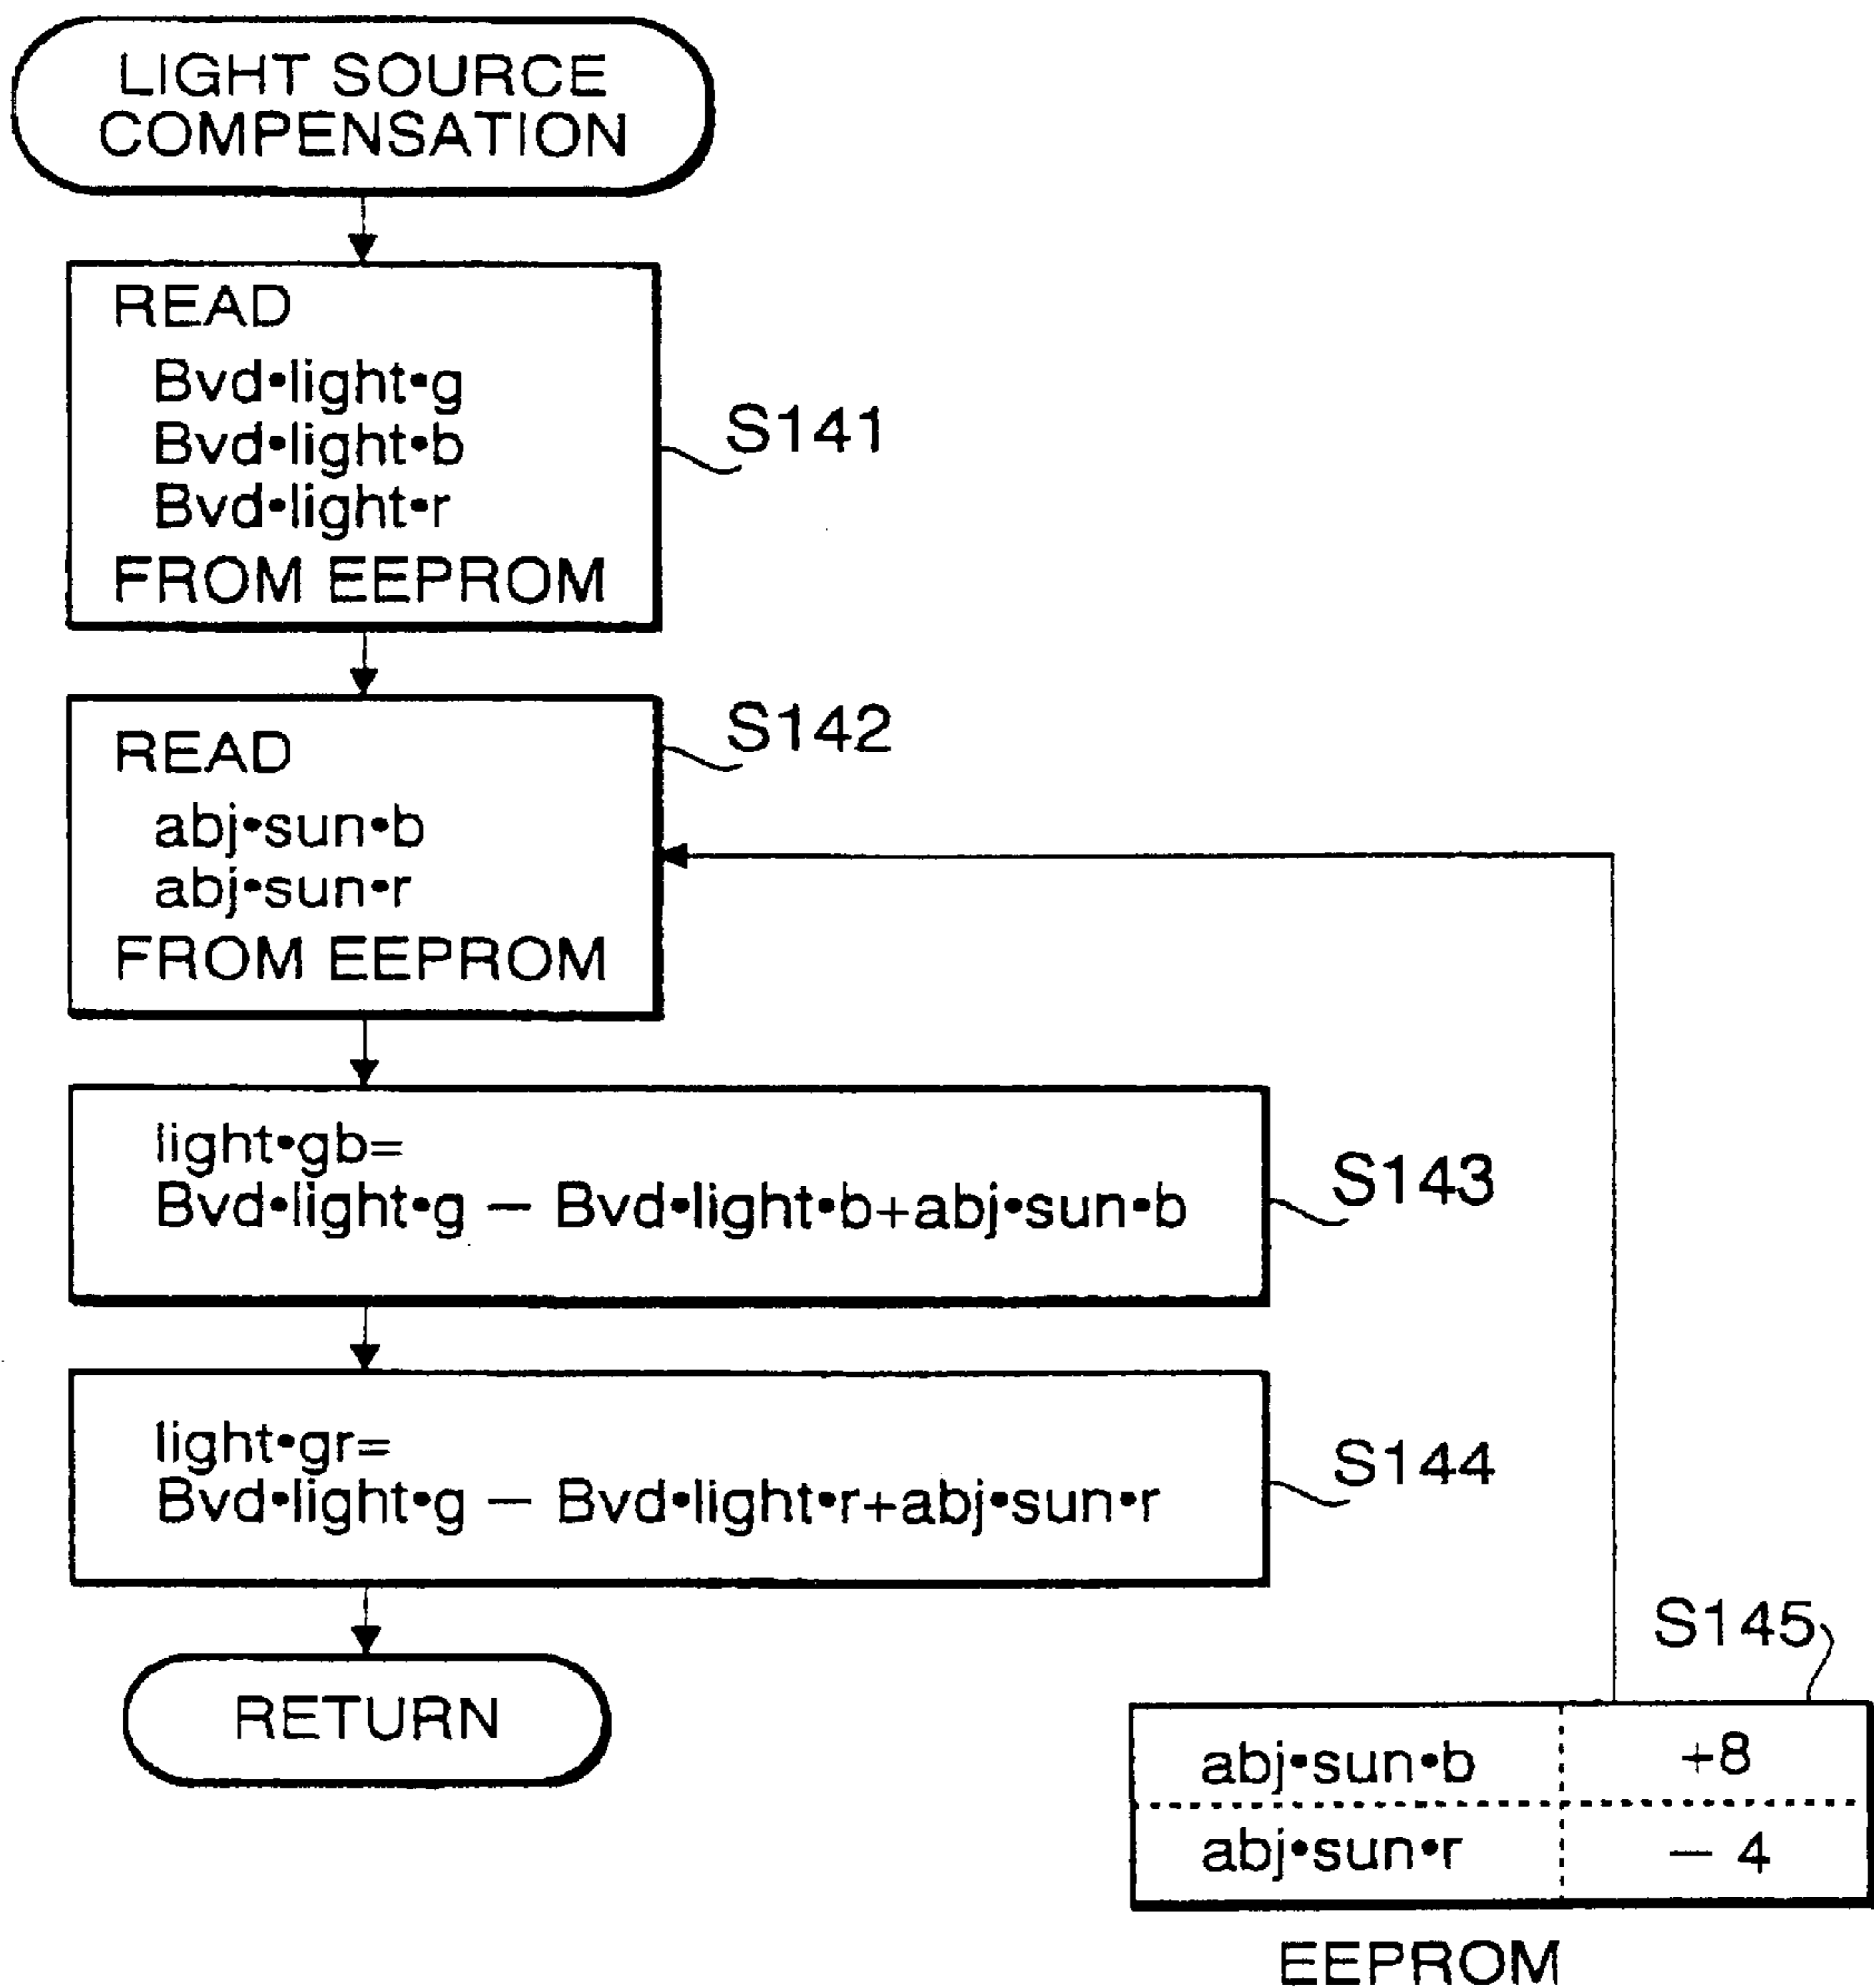 LIGHT SOURCE
COMPENSATION
READ
Bvd•light•g
Bvd•light•b
Bvd•light•r
FROM EEPROM
S141
READ
abj•sun•b
abj•sun•r
FROM EEPROM
S142
light•gb=
Bvd•light•g － Bvd•light•b+abj•sun•b
S143
light•gr=
Bvd•light•g － Bvd•light•r+abj•sun•r
S144
RETURN
S145
abj•sun•b +8
abj•sun•r － 4
EEPROM